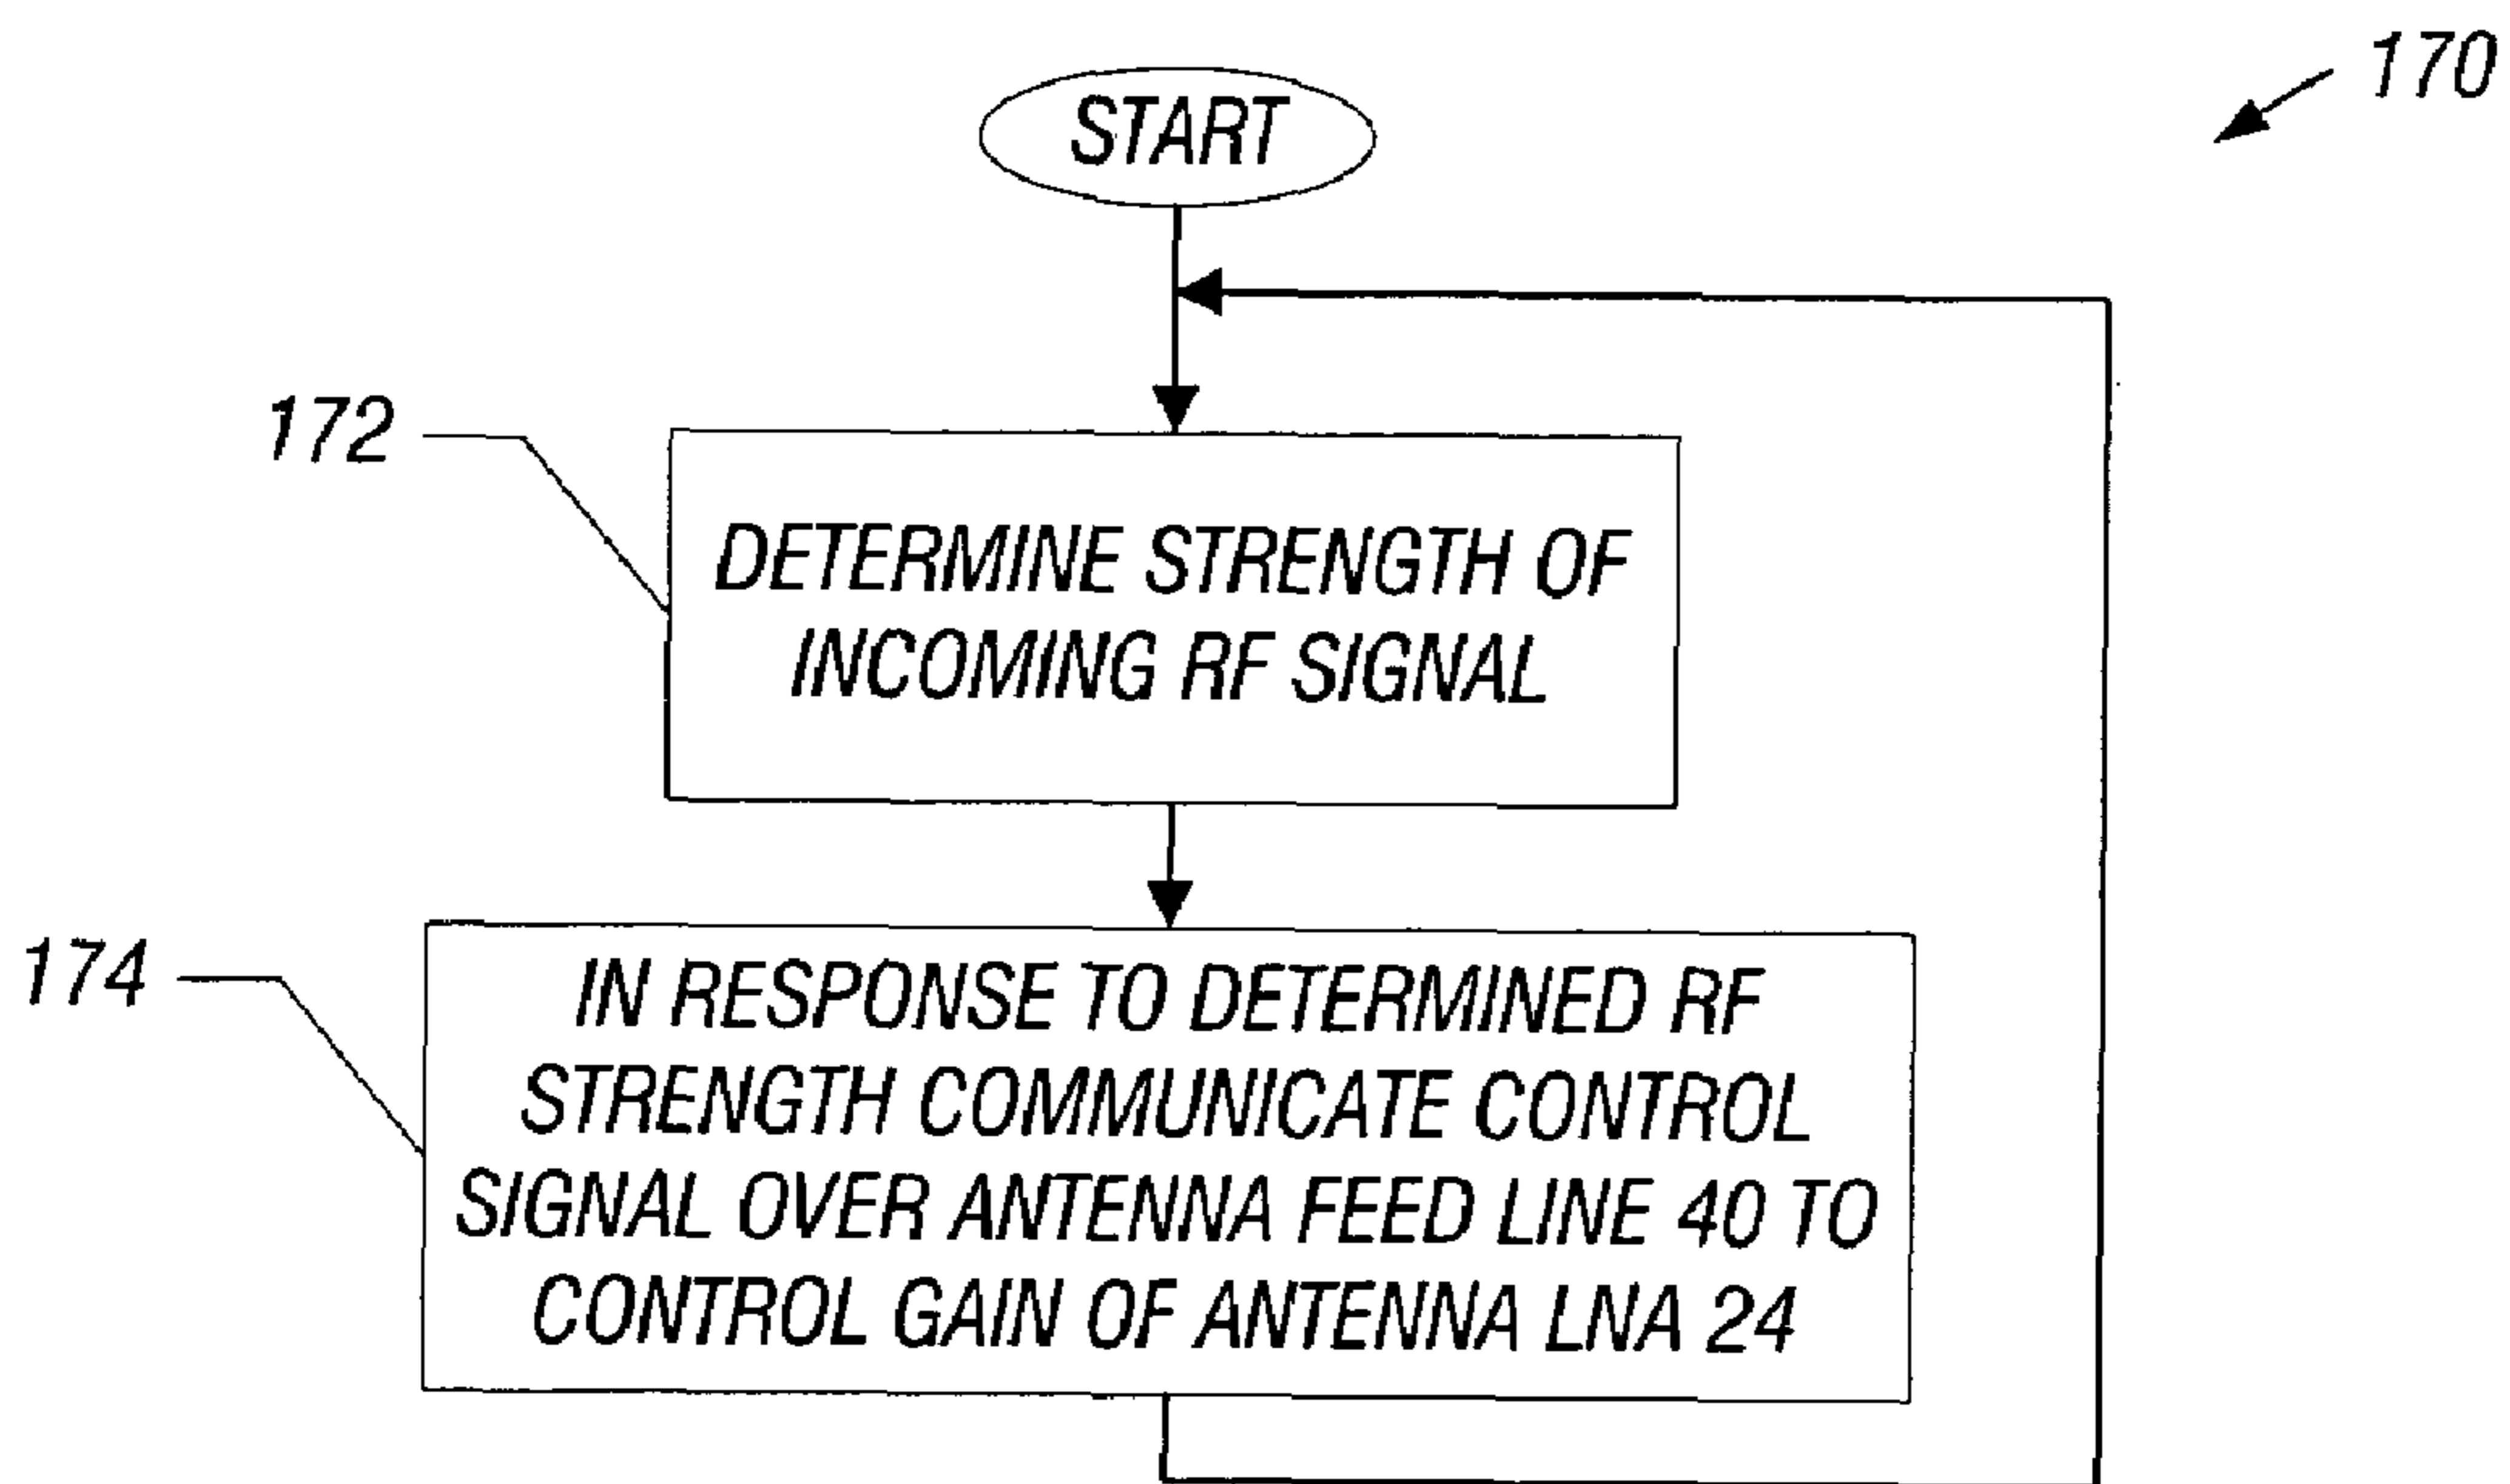 170
START
172
DETERMINE STRENGTH OF
INCOMING RF SIGNAL
174
IN RESPONSE TO DETERMINED RF
STRENGTH COMMUNICATE CONTROL
SIGNAL OVER ANTENNA FEED LINE 40 TO
CONTROL GAIN OF ANTENNA LNA 24